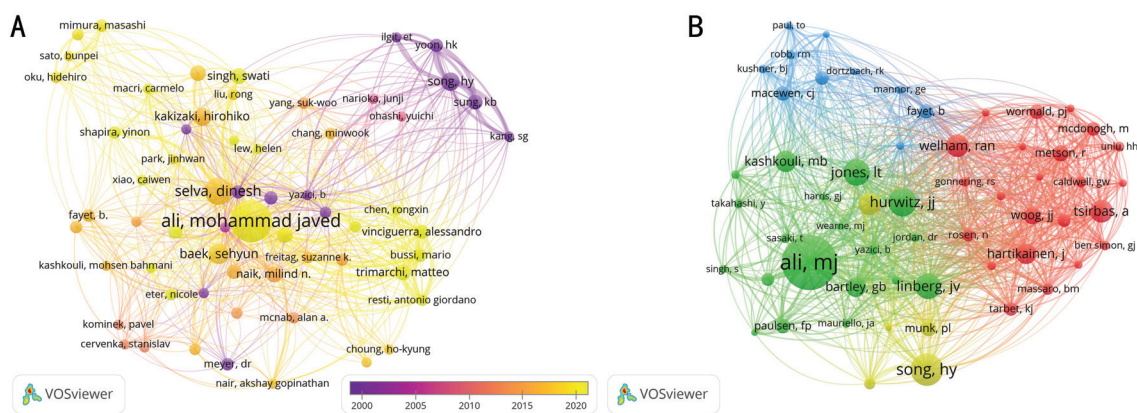 A
mimura, masashi
sato, bunpei
oku, hidehiro
macri, carmelo
singh, swati
liu, rong
ilgit, et
yoon, hk
song, hy
sung, kb
kang, sg
yang, suk-woo
narioka, junji
kakizaki, hirohiko
ohashi, yuichi
shapira, yinon
chang, minwook
lew, helen
park, jinhwan
xiao, caiwen
selva, dinesh
yazici, b
ali, mohammad javed
chen, rongxin
fayet, b.
vinciguerra, alessandro
baek, sehyun
freitag, suzanne k.
bussi, mario
kashkouli, mohsen bahmani
naik, milind n.
trimarchi, matteo
eter, nicole
resti, antonio giordano
mcnab, alan a.
kominek, pavel
cervenka, stanislav
choung, ho-kyung
meyer, dr
nair, akshay gopinathan
VOSviewer
2000 2005 2010 2015 2020
B
paul, to
robb, rm
kushner, bj
dortzbach, rk
macewen, cj
mannor, ge
fayet, b
wormald, pj
mcdonogh, m
welham, ran
metson, r
kashkouli, mb
jones, lt
gonnering, rs
caldwell, gw
harris, gj
takahashi, y
hurwitz, jj
woog, jj
tsirbas, a
wearne, mj
jordan, dr
rosen, n
sasaki, t
yazici, b
hartikainen, j
ben simon, gj
ali, mj
singh, s
bartley, gb
linberg, jv
massaro, bm
tarbet, kj
paulsen, fp
mauriello, ja
munk, pl
song, hy
VOSviewer